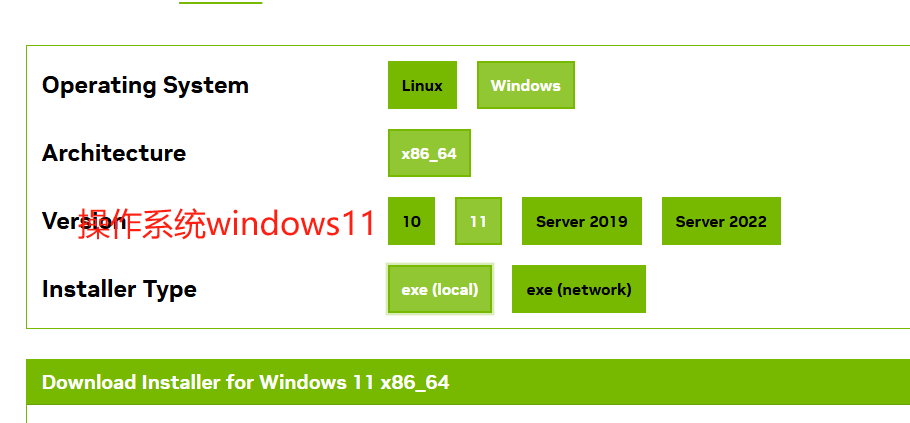 Operating System Linux Windows
Architecture x86_64
Version 10 11 Server 2019 Server 2022
操作系统windows11
Installer Type exe (local) exe (network)
Download Installer for Windows 11 x86_64